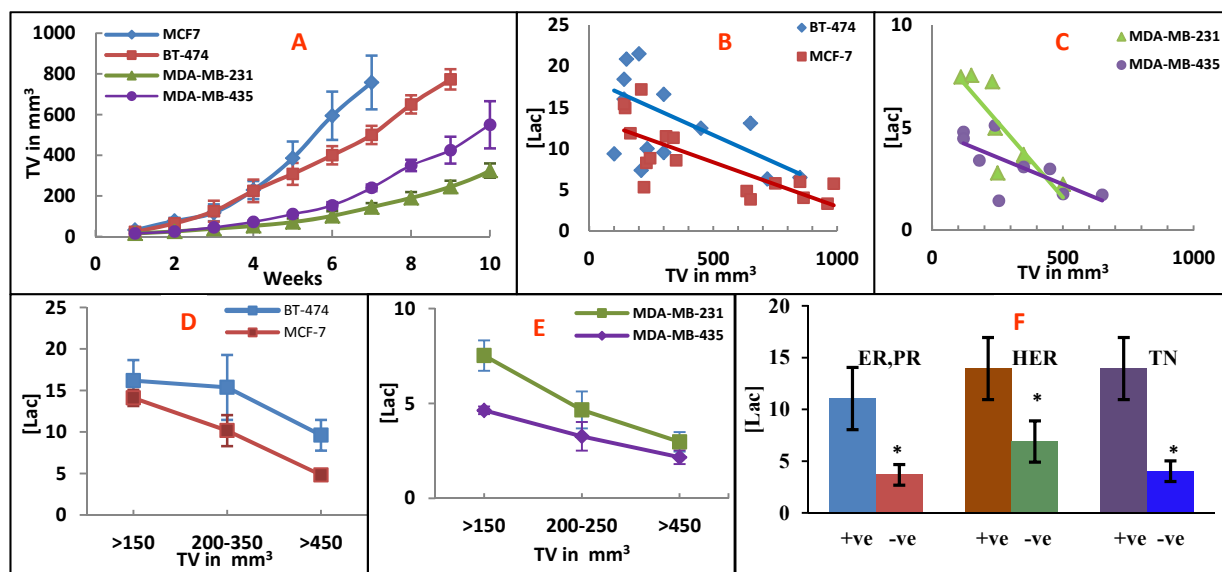 A
MCF7
BT-474
MDA-MB-231
MDA-MB-435
TV in mm³
1000
800
600
400
200
0
0 2 4 6 8 10
Weeks
B
BT-474
MCF-7
[Lac]
25
20
15
10
5
0
0 500 1000
TV in mm³
C
MDA-MB-231
MDA-MB-435
[Lac]
10
5
0
0 500 1000
TV in mm³
D
BT-474
MCF-7
[Lac]
25
20
15
10
5
0
>150 200-350 >450
TV in mm³
E
MDA-MB-231
MDA-MB-435
[Lac]
10
5
0
>150 200-250 >450
TV in mm³
F
ER,PR HER TN
[Lac]
20
15
10
5
0
* * *
+ve -ve +ve -ve +ve -ve